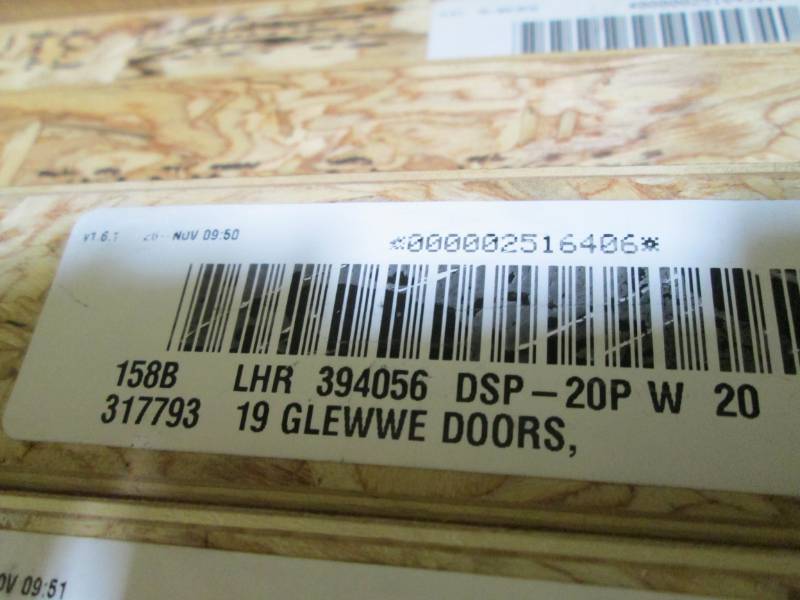 v1.6.1 26-NOV 09:50
*000002516406*
158B LHR 394056 DSP-20P W 20
317793 19 GLEWWE DOORS,
OV 09:51